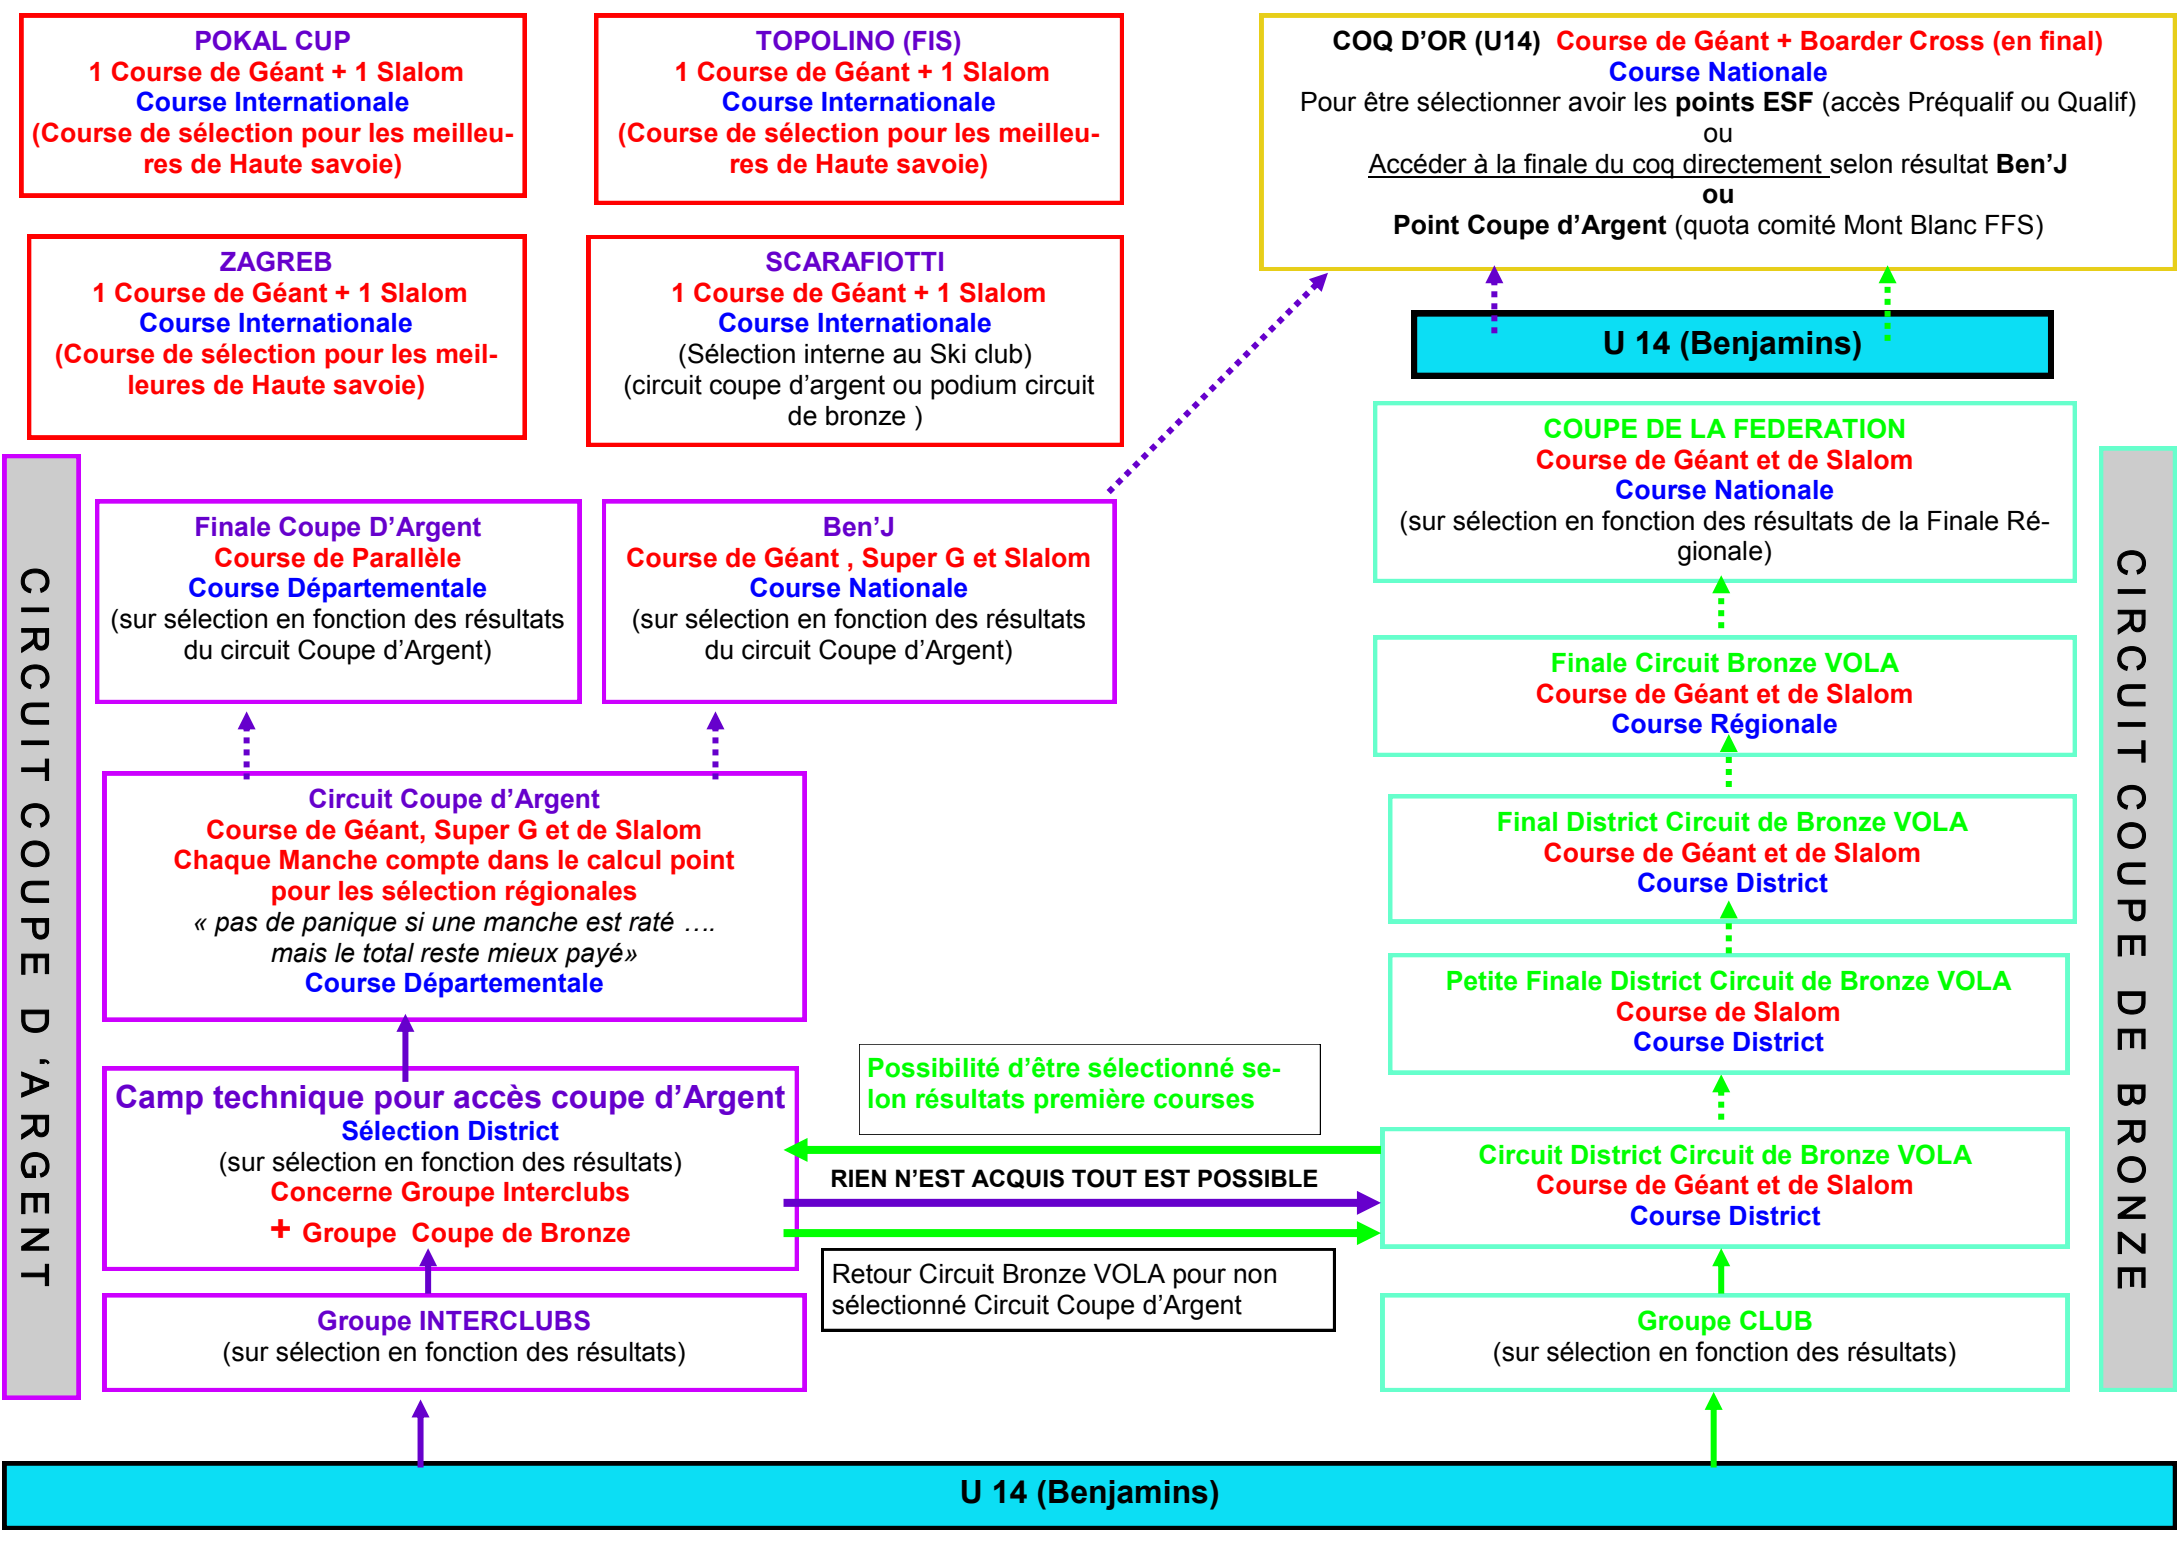 POKAL CUP
1 Course de Géant + 1 Slalom
Course Internationale
(Course de sélection pour les meilleu-
res de Haute savoie)
TOPOLINO (FIS)
1 Course de Géant + 1 Slalom
Course Internationale
(Course de sélection pour les meilleu-
res de Haute savoie)
COQ D’OR (U14) Course de Géant + Boarder Cross (en final)
Course Nationale
Pour être sélectionner avoir les points ESF (accès Préqualif ou Qualif)
ou
Accéder à la finale du coq directement selon résultat Ben’J
ou
Point Coupe d’Argent (quota comité Mont Blanc FFS)
ZAGREB
1 Course de Géant + 1 Slalom
Course Internationale
(Course de sélection pour les meil-
leures de Haute savoie)
SCARAFIOTTI
1 Course de Géant + 1 Slalom
Course Internationale
(Sélection interne au Ski club)
(circuit coupe d’argent ou podium circuit
de bronze )
U 14 (Benjamins)
CIRCUIT COUPE D’ARGENT
Finale Coupe D’Argent
Course de Parallèle
Course Départementale
(sur sélection en fonction des résultats
du circuit Coupe d’Argent)
Ben’J
Course de Géant , Super G et Slalom
Course Nationale
(sur sélection en fonction des résultats
du circuit Coupe d’Argent)
COUPE DE LA FEDERATION
Course de Géant et de Slalom
Course Nationale
(sur sélection en fonction des résultats de la Finale Ré-
gionale)
CIRCUIT COUPE DE BRONZE
Finale Circuit Bronze VOLA
Course de Géant et de Slalom
Course Régionale
Circuit Coupe d’Argent
Course de Géant, Super G et de Slalom
Chaque Manche compte dans le calcul point
pour les sélection régionales
« pas de panique si une manche est raté ….
mais le total reste mieux payé»
Course Départementale
Final District Circuit de Bronze VOLA
Course de Géant et de Slalom
Course District
Petite Finale District Circuit de Bronze VOLA
Course de Slalom
Course District
Camp technique pour accès coupe d’Argent
Sélection District
(sur sélection en fonction des résultats)
Concerne Groupe Interclubs
+ Groupe Coupe de Bronze
Possibilité d’être sélectionné se-
lon résultats première courses
RIEN N’EST ACQUIS TOUT EST POSSIBLE
Retour Circuit Bronze VOLA pour non
sélectionné Circuit Coupe d’Argent
Circuit District Circuit de Bronze VOLA
Course de Géant et de Slalom
Course District
Groupe INTERCLUBS
(sur sélection en fonction des résultats)
Groupe CLUB
(sur sélection en fonction des résultats)
U 14 (Benjamins)